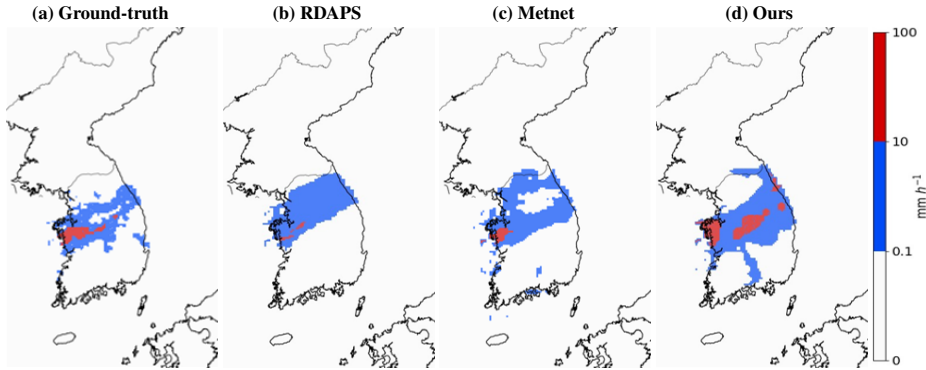 (a) Ground-truth
(b) RDAPS
(c) Metnet
(d) Ours
100
10
0.1
0
mm h⁻¹